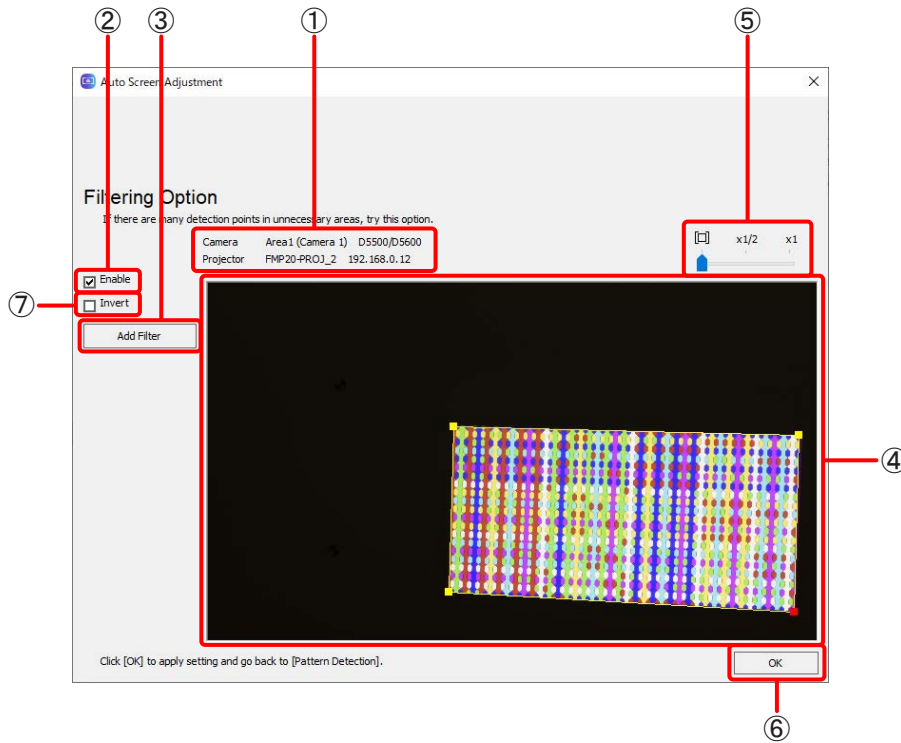 ② ③ ① ⑤
Auto Screen Adjustment
Filtering Option
If there are many detection points in unnecessary areas, try this option.
Camera Area1 (Camera 1) D5500/D5600
Projector FMP20-PROJ_2 192.168.0.12
x1/2 x1
Enable
⑦ Invert
Add Filter
④
Click [OK] to apply setting and go back to [Pattern Detection].
OK
⑥